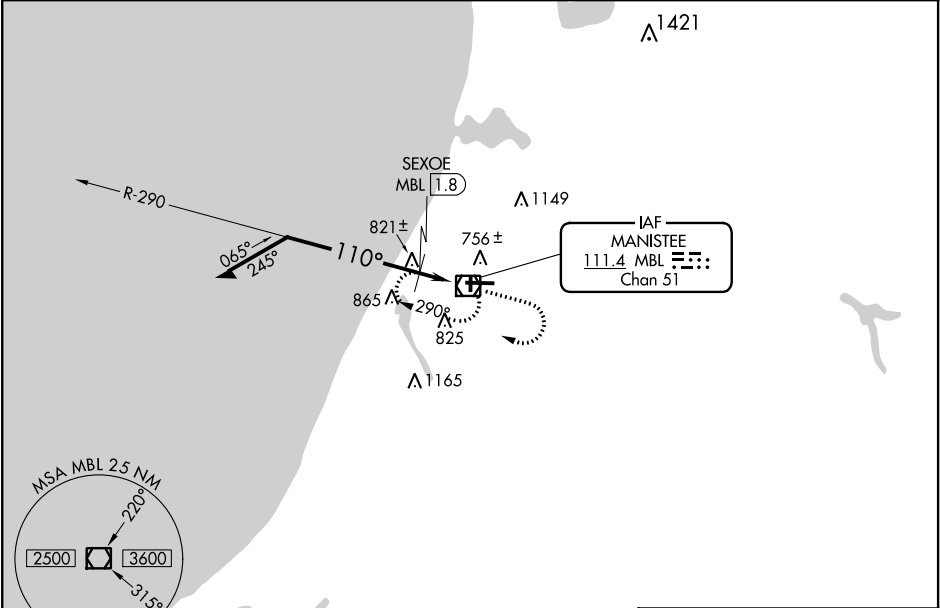 1421
SEXOE
MBL 1.8
R-290
1149
821±
756±
IAF
MANISTEE
111.4 MBL
Chan 51
065°
245°
110°
865
290°
825
1165
MSA MBL 25 NM
220°
2500
3600
315°